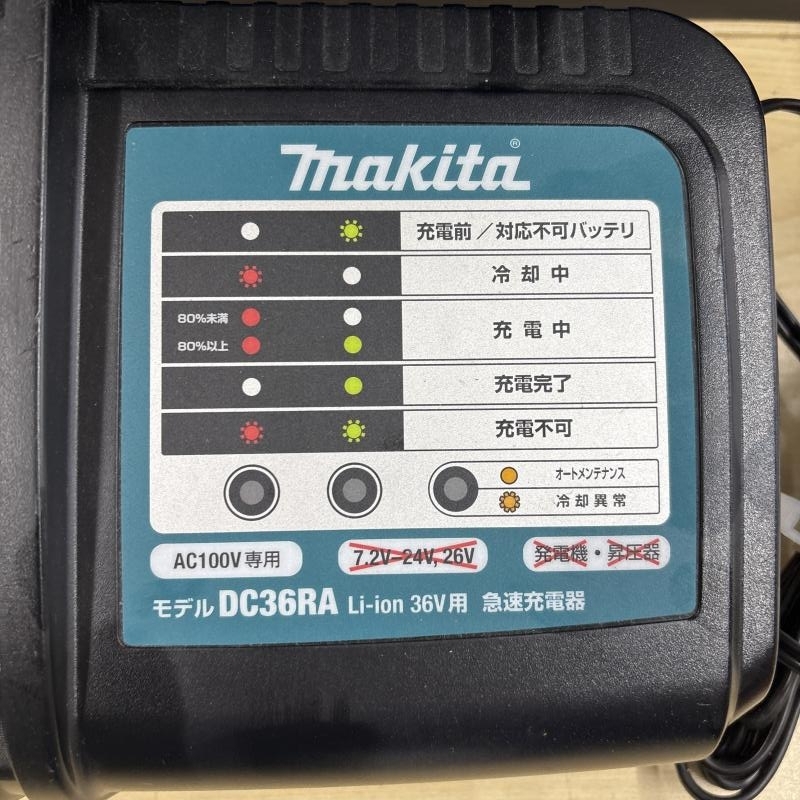 makita®
充電前／対応不可バッテリ
冷却中
80%未満
80%以上
充電中
充電完了
充電不可
オートメンテナンス
冷却異常
AC100V専用
7.2V-24V, 26V
発電機・昇圧器
モデル DC36RA Li-ion 36V用 急速充電器